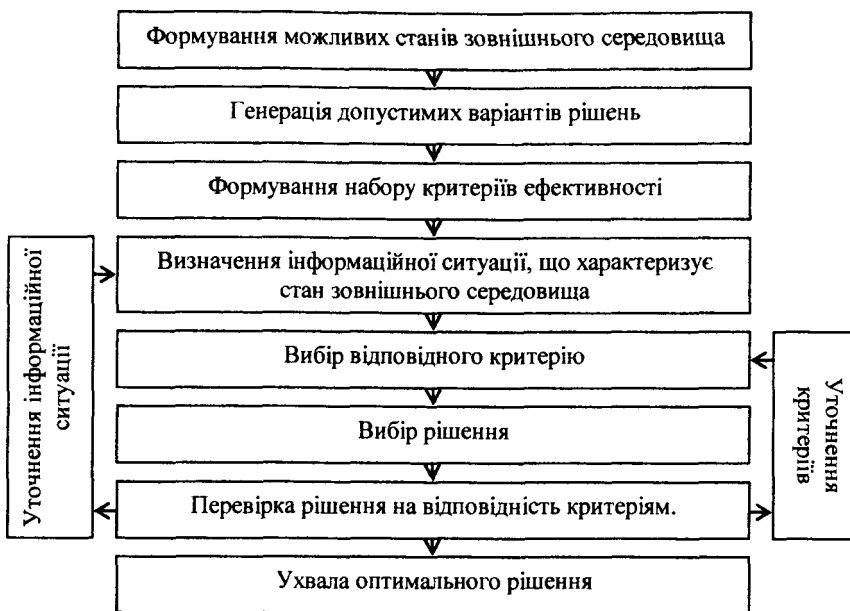 Формування можливих станів зовнішнього середовища
Генерація допустимих варіантів рішень
Формування набору критеріїв ефективності
Визначення інформаційної ситуації, що характеризує
стан зовнішнього середовища
Вибір відповідного критерію
Вибір рішення
Перевірка рішення на відповідність критеріям.
Ухвала оптимального рішення
Уточнення інформаційної
ситуації
Уточнення
критеріїв